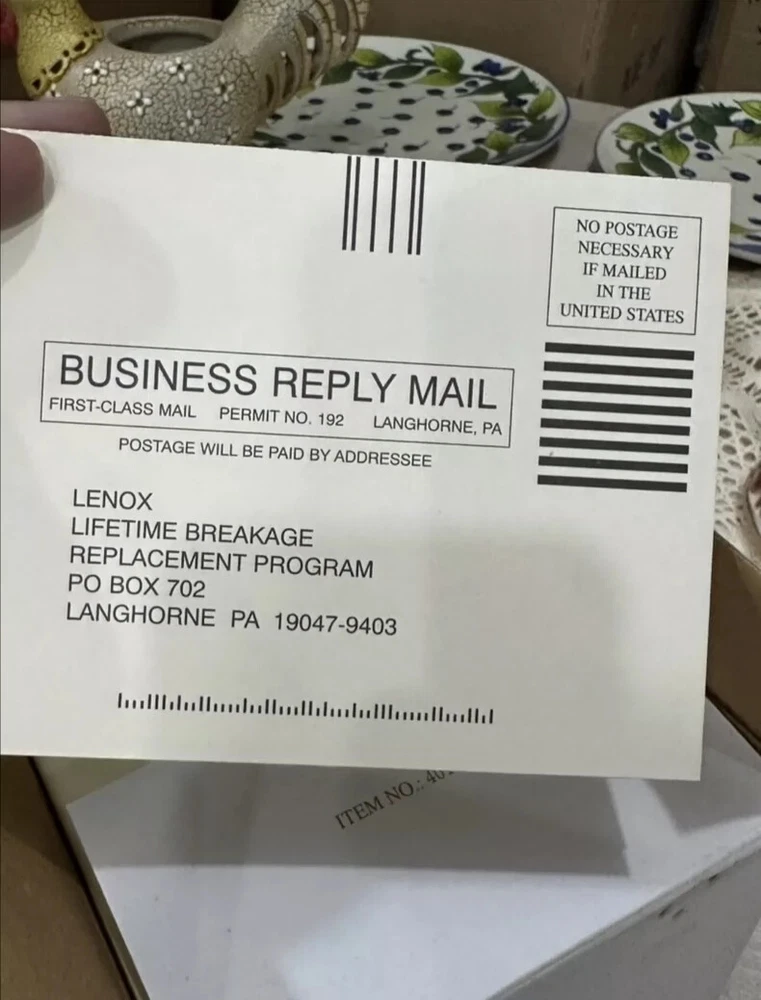 NO POSTAGE
NECESSARY
IF MAILED
IN THE
UNITED STATES
BUSINESS REPLY MAIL
FIRST-CLASS MAIL PERMIT NO. 192 LANGHORNE, PA
POSTAGE WILL BE PAID BY ADDRESSEE
LENOX
LIFETIME BREAKAGE
REPLACEMENT PROGRAM
PO BOX 702
LANGHORNE PA 19047-9403
ITEM NO.: